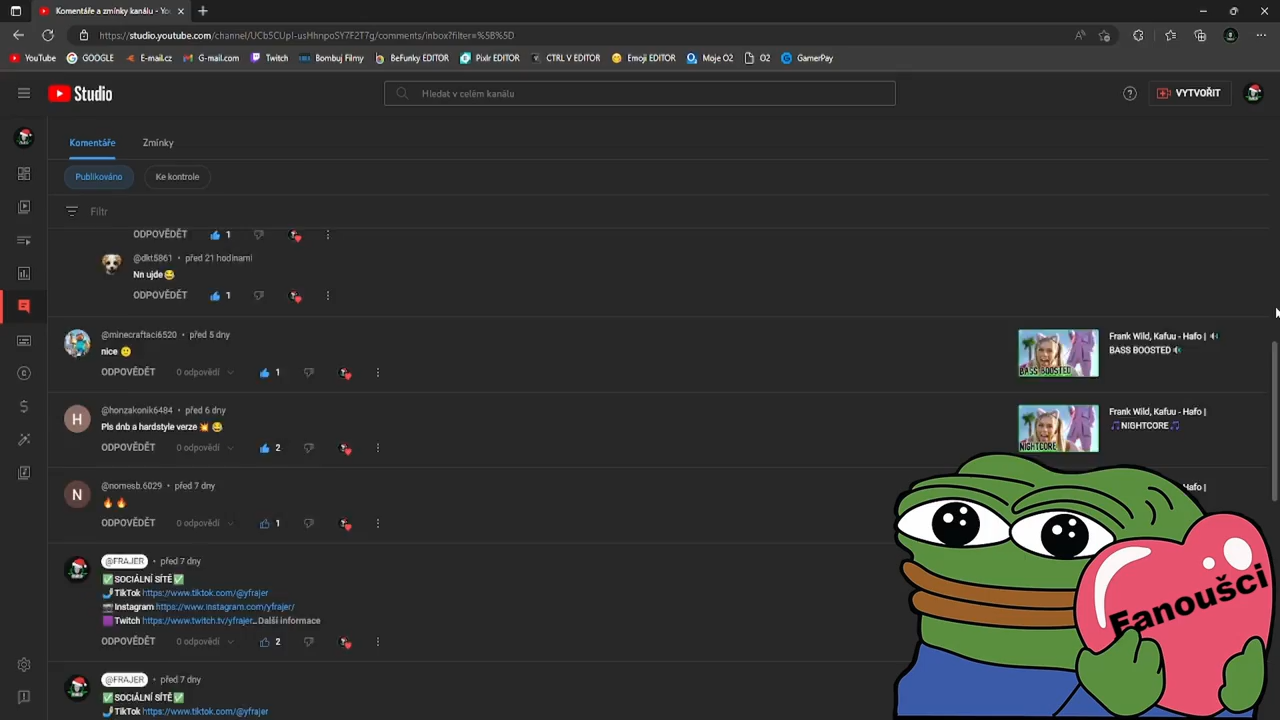 Komentáře a zmínky kanálu - Yo
https://studio.youtube.com/channel/UCb5CUpI-usHhnpoSY7F2T7g/comments/inbox?filter=%5B%5D
YouTube GOOGLE E-mail.cz G-mail.com Twitch Bombuj Filmy BeFunky EDITOR Pixlr EDITOR CTRL V EDITOR Emoji EDITOR Moje O2 O2 GamerPay
Studio
Hledat v celém kanálu
VYTVOŘIT
Komentáře Zmínky
Publikováno Ke kontrole
Filtr
ODPOVĚDĚT 1
@dkt5861 • před 21 hodinami
Nn ujde😂
ODPOVĚDĚT 1
@minecraftaci6520 • před 5 dny
nice 🙂
ODPOVĚDĚT 0 odpovědí 1
Frank Wild, Kafuu - Hafo | 🔊
BASS BOOSTED🔊
BASS BOOSTED
@honzakonik6484 • před 6 dny
Pls dnb a hardstyle verze💥 😂
ODPOVĚDĚT 0 odpovědí 2
Frank Wild, Kafuu - Hafo |
🎵NIGHTCORE🎵
NIGHTCORE
N @nomesb.6029 • před 7 dny
🔥🔥
ODPOVĚDĚT 0 odpovědí 1
Hafo |
@FRAJER • před 7 dny
✅SOCIÁLNÍ SÍTĚ✅
🤳TikTok https://www.tiktok.com/@yfrajer
📷Instagram https://www.instagram.com/yfrajer/
🟪Twitch https://www.twitch.tv/yfrajer...Další informace
ODPOVĚDĚT 0 odpovědí 2
@FRAJER • před 7 dny
✅SOCIÁLNÍ SÍTĚ✅
🤳TikTok https://www.tiktok.com/@yfrajer
Fanoušci